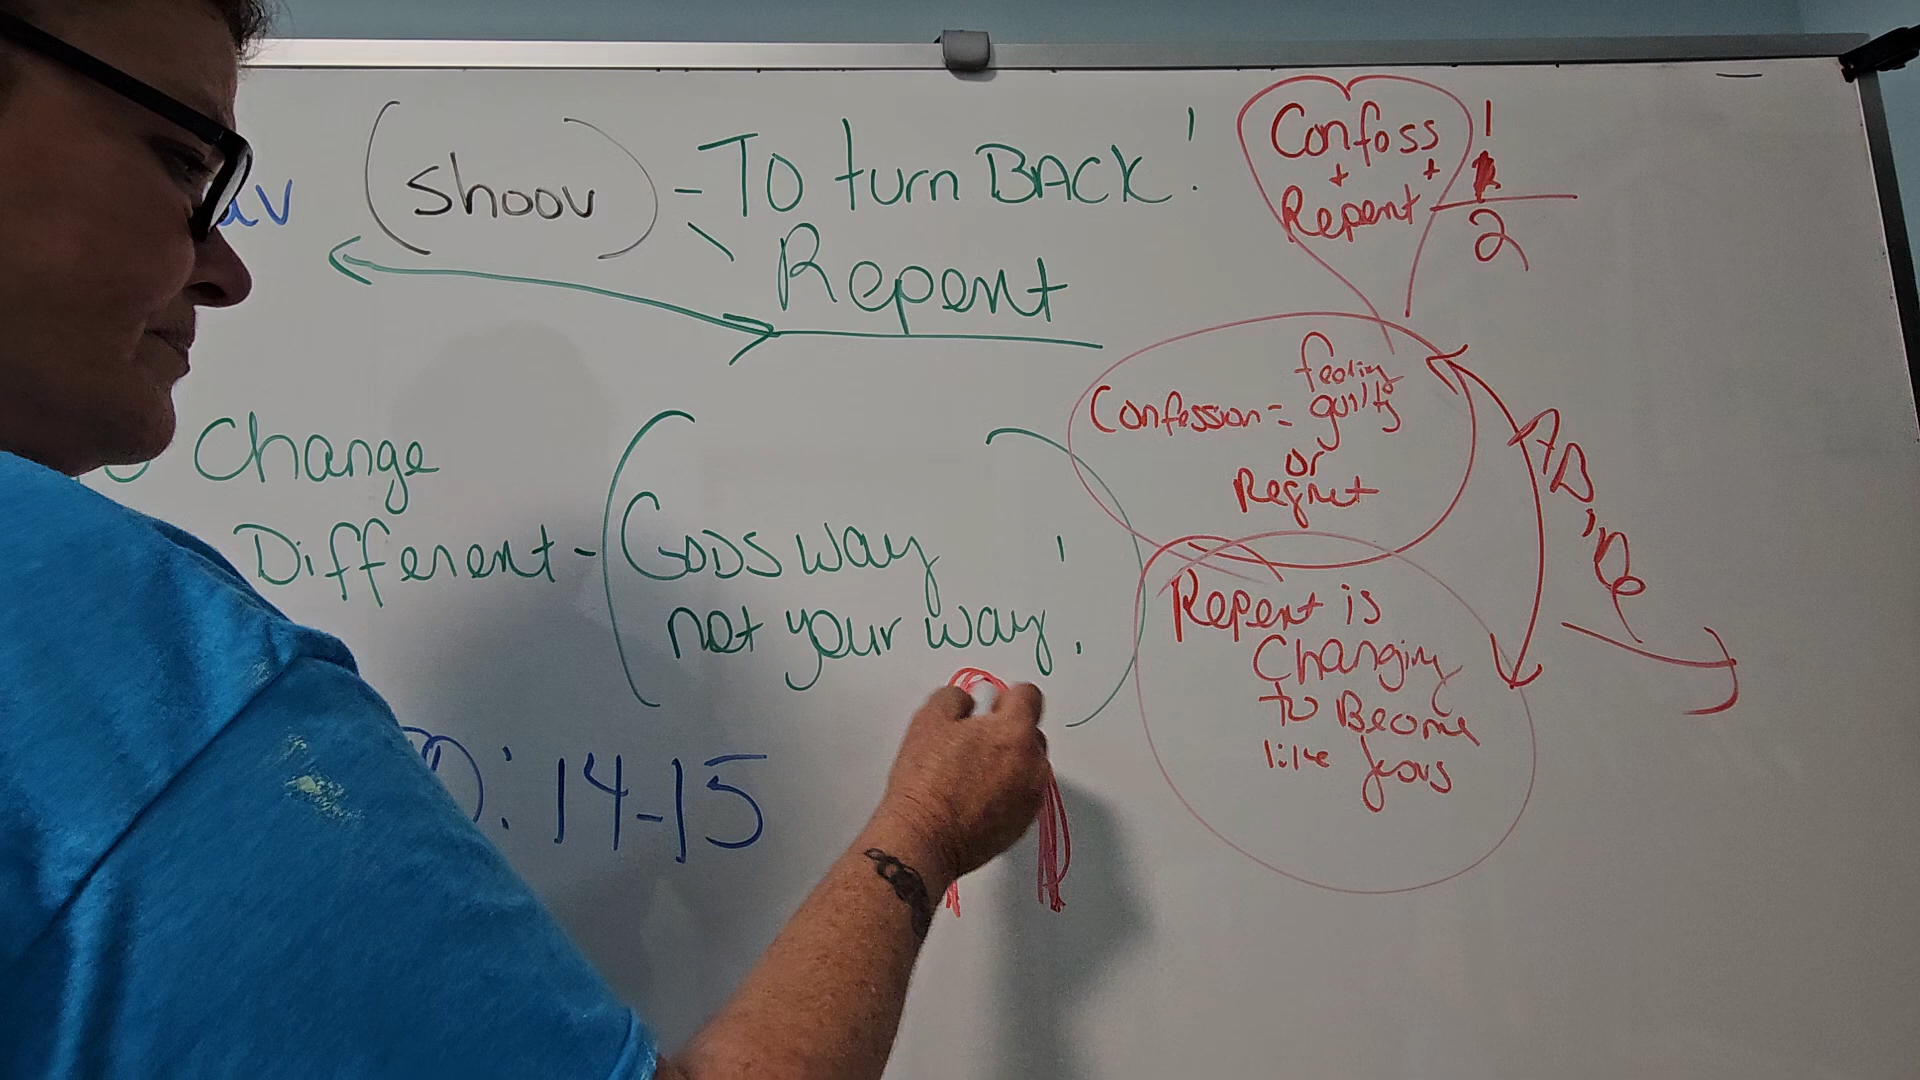 (Shoov) - To turn BACK!
Repent
Change
Different - (GODS way
not your way!)
: 14-15
Confess
+
Repent
+
1
2
Confession = feeling
guilty
or
Regret
Repent is
Changing
to Become
like Jesus